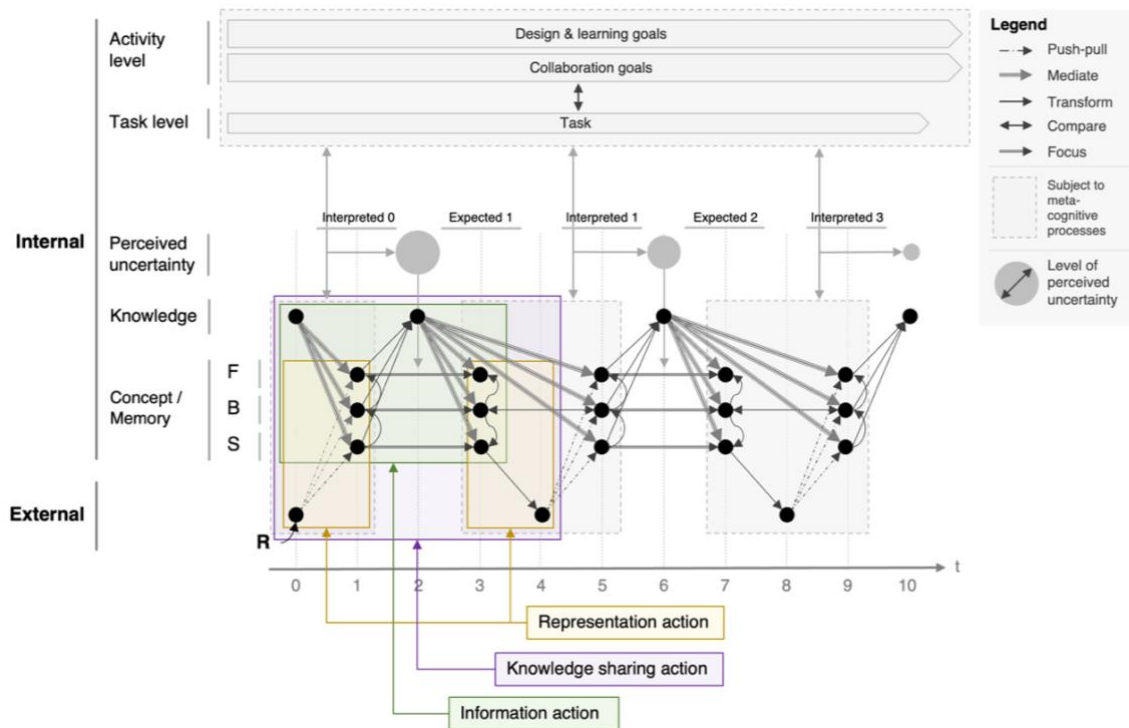 Activity
level
Design & learning goals
Collaboration goals
Task level
Task
Legend
Push-pull
Mediate
Transform
Compare
Focus
Subject to
meta-
cognitive
processes
Level of
perceived
uncertainty
Internal
Interpreted 0
Expected 1
Interpreted 1
Expected 2
Interpreted 3
Perceived
uncertainty
Knowledge
Concept /
Memory
F
B
S
External
R
t
0 1 2 3 4 5 6 7 8 9 10
Representation action
Knowledge sharing action
Information action